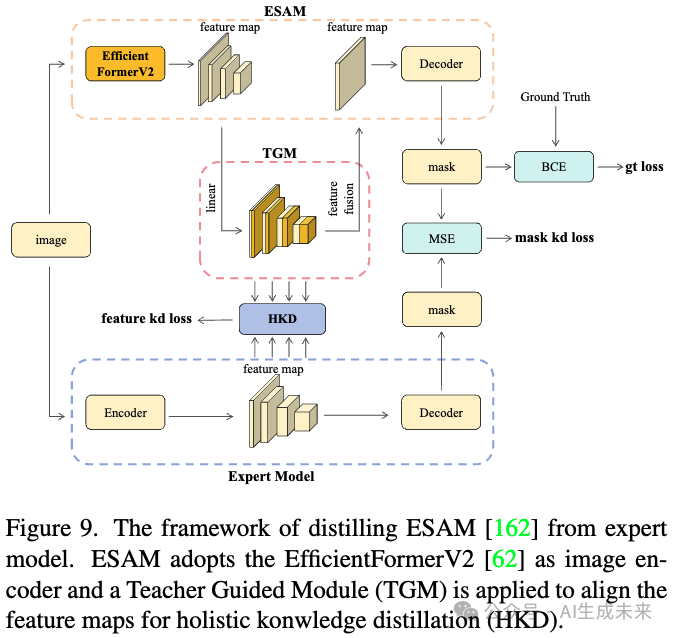 ESAM
feature map
feature map
Efficient
FormerV2
Decoder
Ground Truth
TGM
mask
BCE
gt loss
linear
feature
fusion
image
MSE
mask kd loss
feature kd loss
HKD
mask
feature map
Encoder
Decoder
Expert Model
Figure 9. The framework of distilling ESAM [162] from expert
model. ESAM adopts the EfficientFormerV2 [62] as image en-
coder and a Teacher Guided Module (TGM) is applied to align the
feature maps for holistic konwledge distillation (HKD).
公众号 · AI生成未来